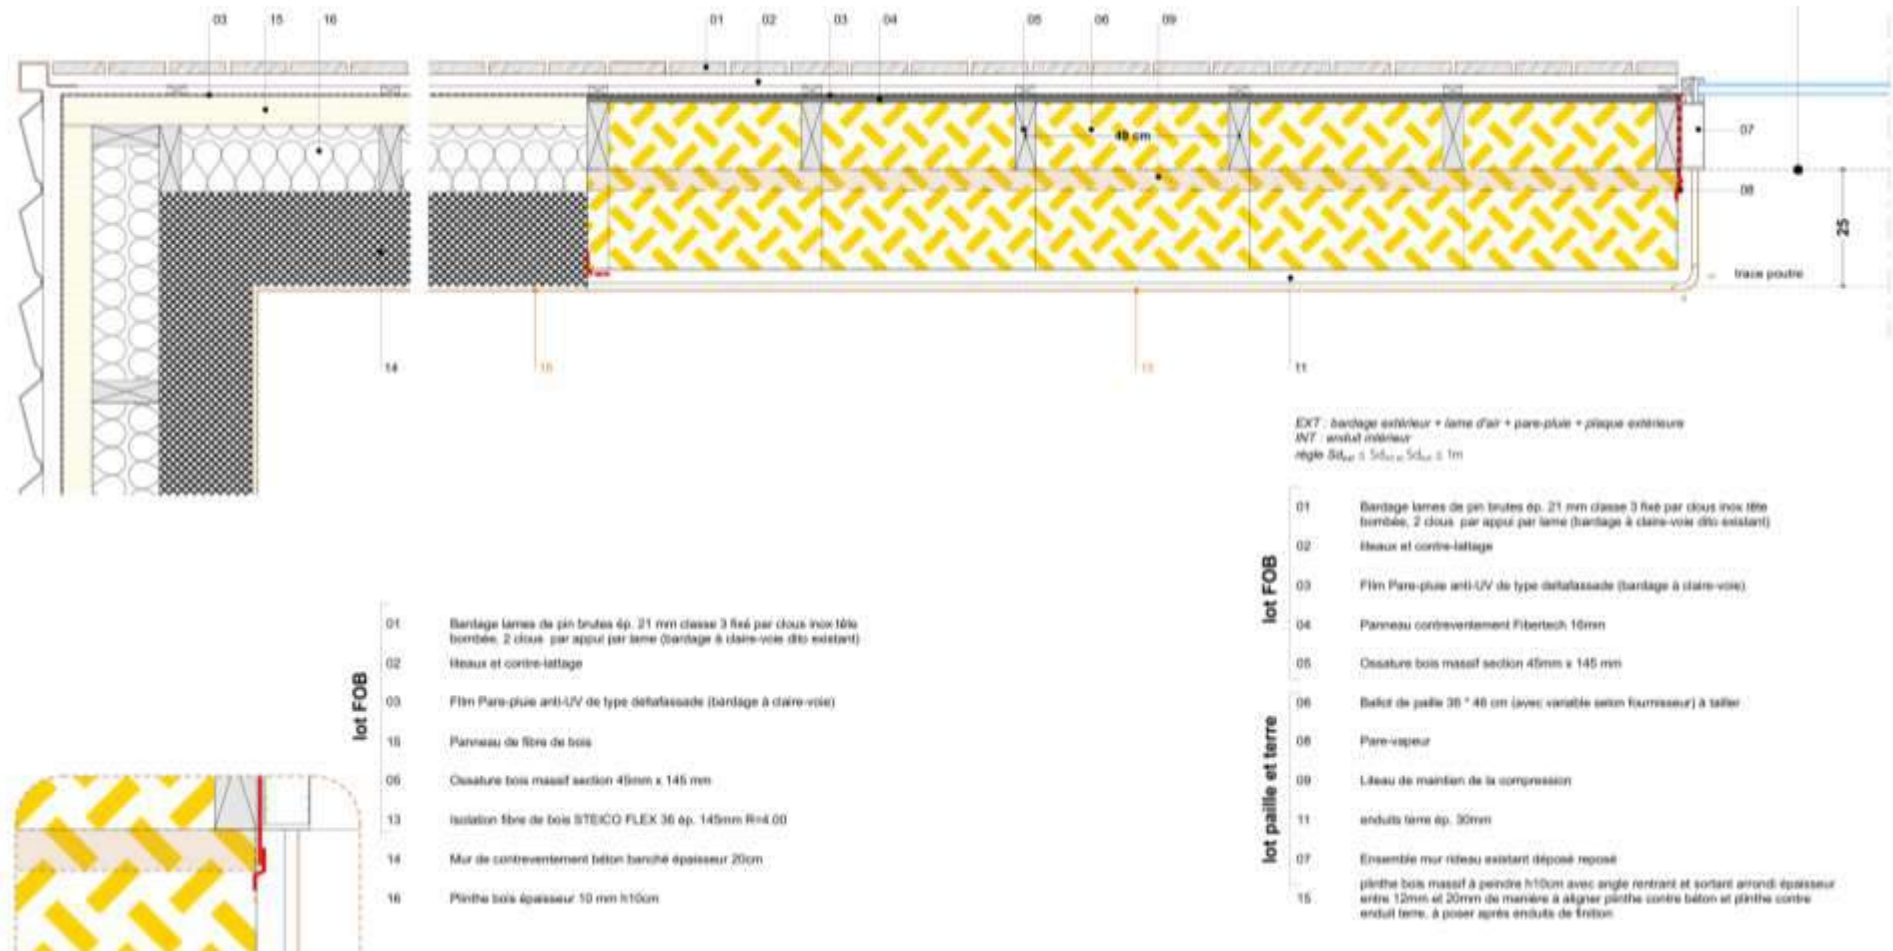 03 15 16 01 02 03 04 05 06 09
49 cm
07
08
25
trace poutre
14 11
EXT : bardage extérieur + lame d'air + pare-pluie + plaque extérieure
INT : enduit intérieur
règle
lot FOB
01 Bardage lames de pin brutes ép. 21 mm classe 3 fixé par clous inox tête
bombée, 2 clous par appui par lame (bardage à claire-voie dito existant)
02 liteaux et contre-lattage
03 Film Pare-pluie anti-UV de type deltafassade (bardage à claire-voie)
04 Panneau contreventement Fibertech 16mm
05 Ossature bois massif section 45mm x 145 mm
lot paille et terre
06 Ballot de paille 36 * 46 cm (avec variable selon fournisseur) à tailler
08 Pare-vapeur
09 Liteau de maintien de la compression
11 enduits terre ép. 30mm
07 Ensemble mur rideau existant déposé reposé
15 plinthe bois massif à peindre h10cm avec angle rentrant et sortant arrondi épaisseur
entre 12mm et 20mm de manière à aligner plinthe contre béton et plinthe contre
enduit terre, à poser après enduits de finition
lot FOB
01 Bardage lames de pin brutes ép. 21 mm classe 3 fixé par clous inox tête
bombée, 2 clous par appui par lame (bardage à claire-voie dito existant)
02 liteaux et contre-lattage
03 Film Pare-pluie anti-UV de type deltafassade (bardage à claire-voie)
Panneau de fibre de bois
05 Ossature bois massif section 45mm x 145 mm
13 Isolation fibre de bois STEICO FLEX 36 ép. 145mm R=4.00
14 Mur de contreventement béton banché épaisseur 20cm
16 Plinthe bois épaisseur 10 mm h10cm